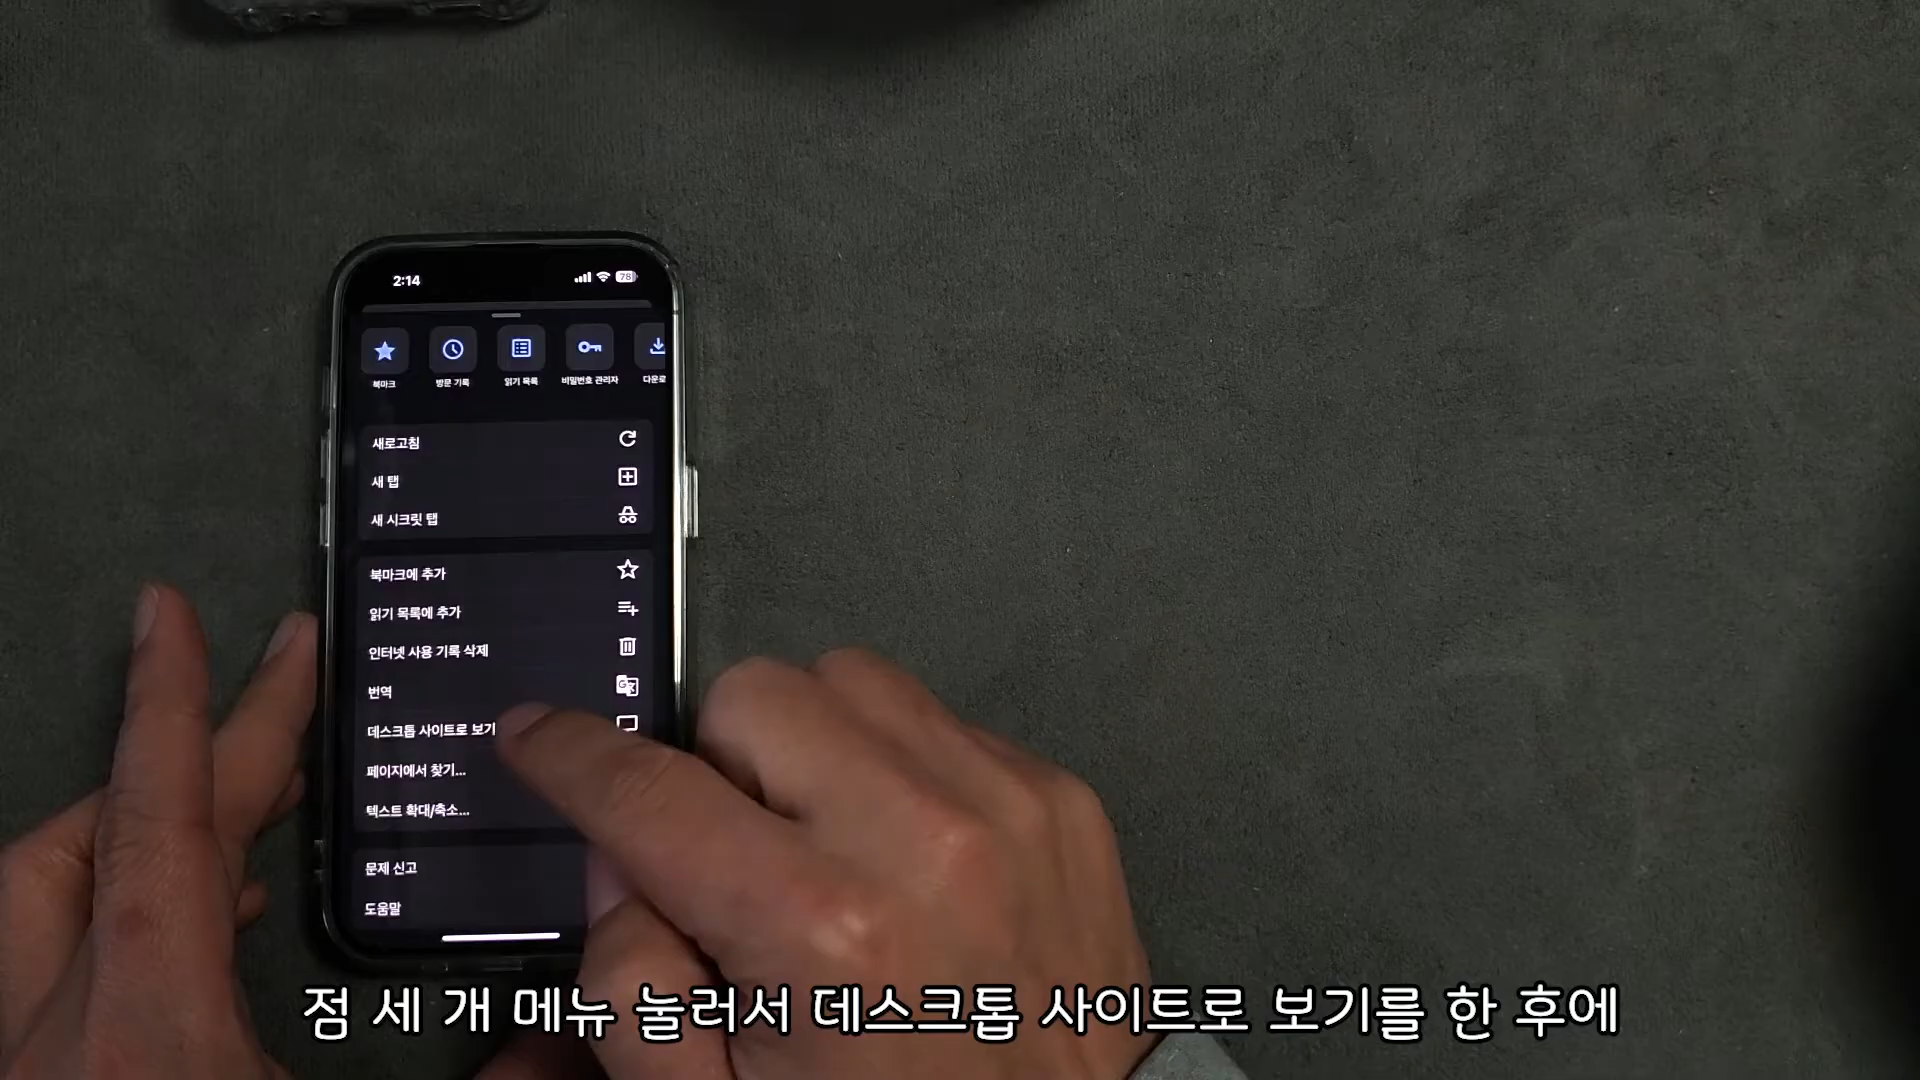 2:14
78
북마크
방문 기록
읽기 목록
비밀번호 관리자
다운로
새로고침
새 탭
새 시크릿 탭
북마크에 추가
읽기 목록에 추가
인터넷 사용 기록 삭제
번역
데스크톱 사이트로 보기
페이지에서 찾기...
텍스트 확대/축소...
문제 신고
도움말
점 세 개 메뉴 눌러서 데스크톱 사이트로 보기를 한 후에